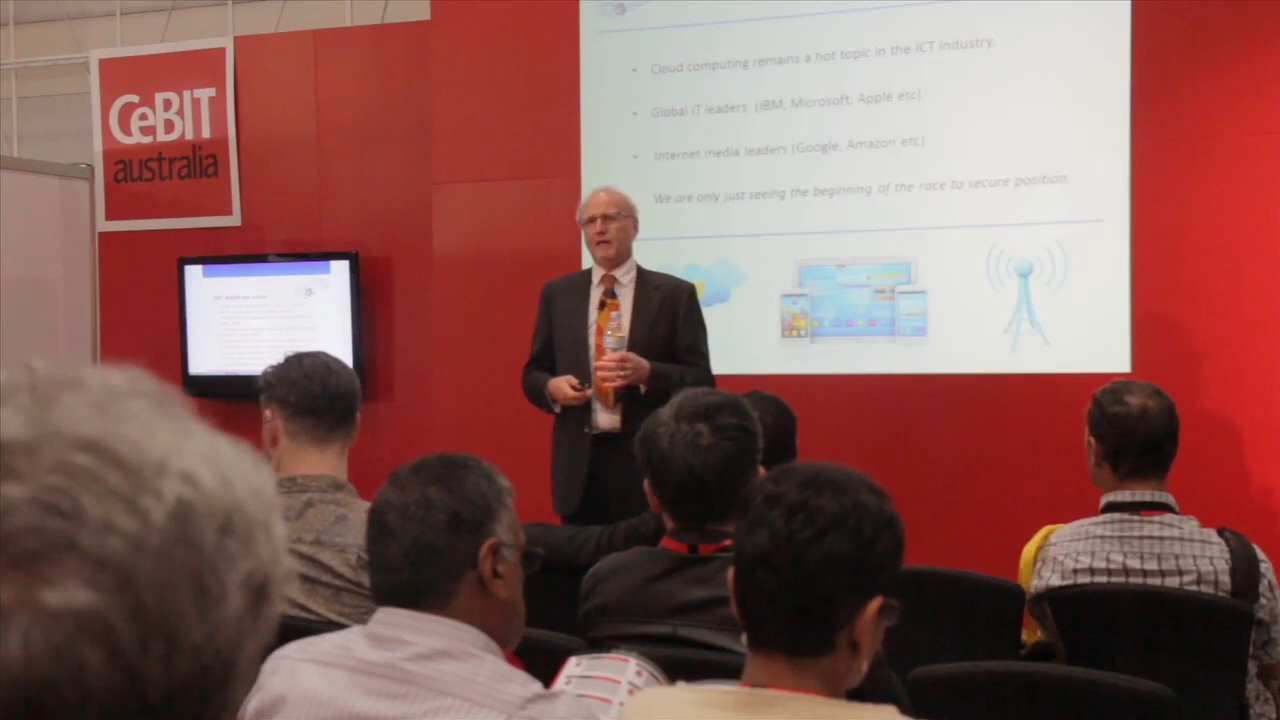 CeBIT
australia
• Cloud computing remains a hot topic in the ICT industry.
• Global IT leaders (IBM, Microsoft, Apple etc)
• Internet media leaders (Google, Amazon etc)
We are only just seeing the beginning of the race to secure position.